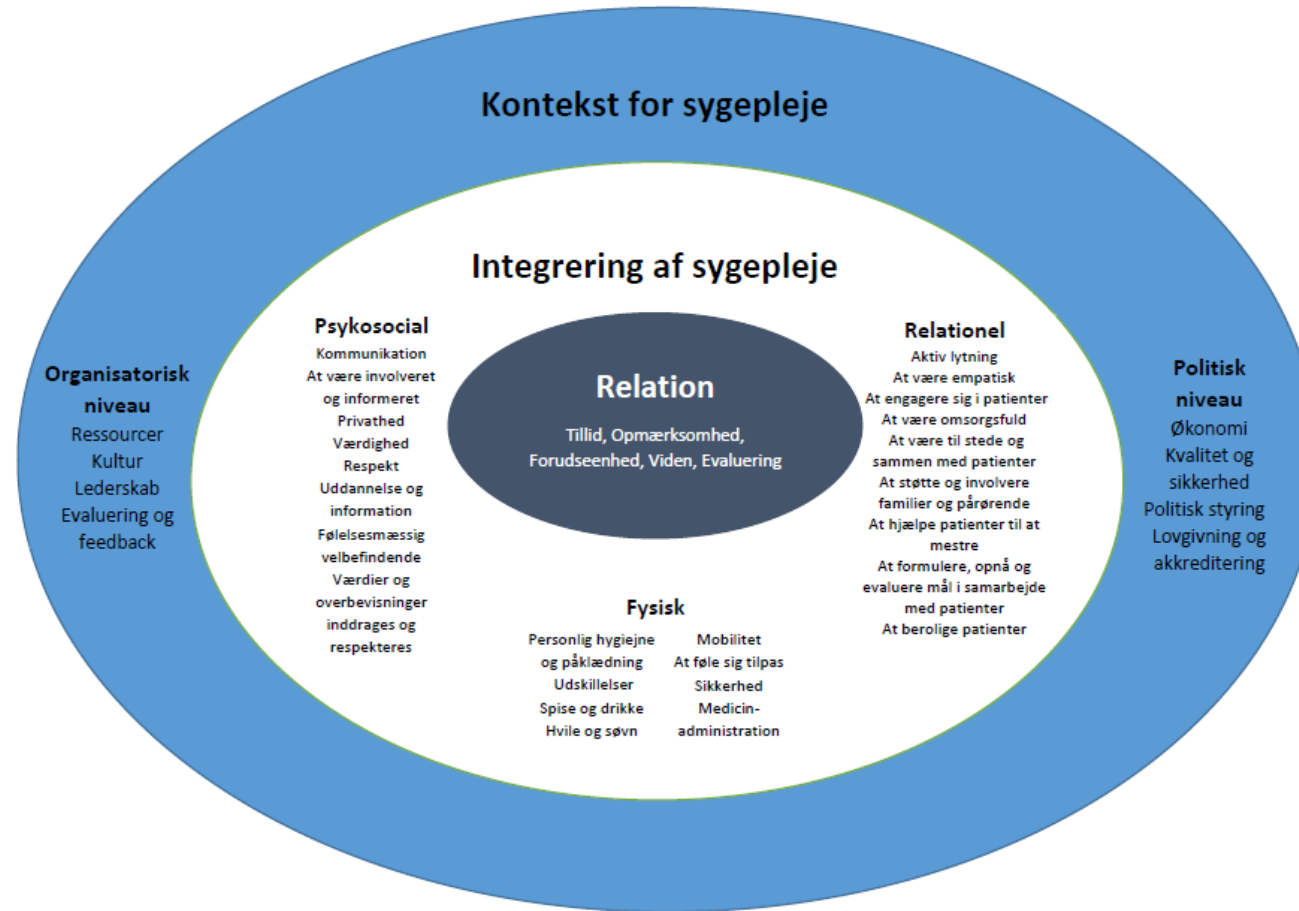 Kontekst for sygepleje
Integrering af sygepleje
Organisatorisk
niveau
Ressourcer
Kultur
Lederskab
Evaluering og
feedback
Psykosocial
Kommunikation
At være involveret
og informeret
Privathed
Værdighed
Respekt
Uddannelse og
information
Følelsesmæssig
velbefindende
Værdier og
overbevisninger
inddrages og
respekteres
Relation
Tillid, Opmærksomhed,
Forudseenhed, Viden, Evaluering
Fysisk
Personlig hygiejne
og påklædning
Udskillelser
Spise og drikke
Hvile og søvn
Mobilitet
At føle sig tilpas
Sikkerhed
Medicin-
administration
Relationel
Aktiv lytning
At være empatisk
At engagere sig i patienter
At være omsorgsfuld
At være til stede og
sammen med patienter
At støtte og involvere
familier og pårørende
At hjælpe patienter til at
mestre
At formulere, opnå og
evaluere mål i samarbejde
med patienter
At berolige patienter
Politisk
niveau
Økonomi
Kvalitet og
sikkerhed
Politisk styring
Lovgivning og
akkreditering